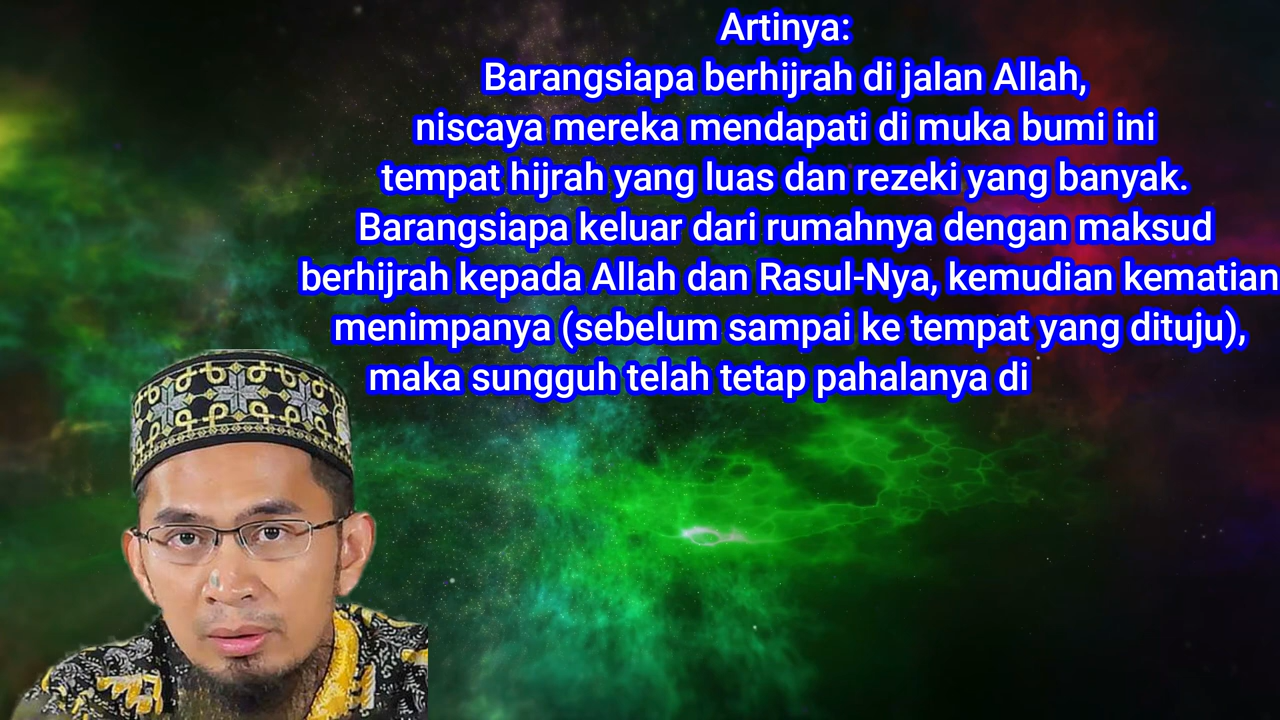 Artinya:
Barangsiapa berhijrah di jalan Allah,
niscaya mereka mendapati di muka bumi ini
tempat hijrah yang luas dan rezeki yang banyak.
Barangsiapa keluar dari rumahnya dengan maksud
berhijrah kepada Allah dan Rasul-Nya, kemudian kematian
menimpanya (sebelum sampai ke tempat yang dituju),
maka sungguh telah tetap pahalanya di